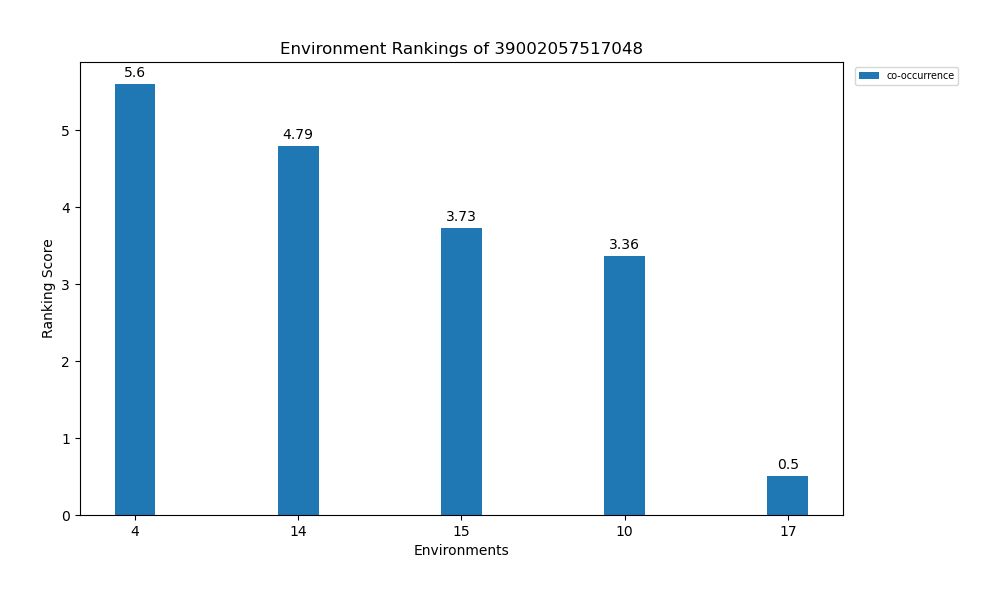 Environment Rankings of 39002057517048
co-occurrence
5.6
4.79
3.73
3.36
0.5
5
4
3
2
1
0
Ranking Score
4 14 15 10 17
Environments